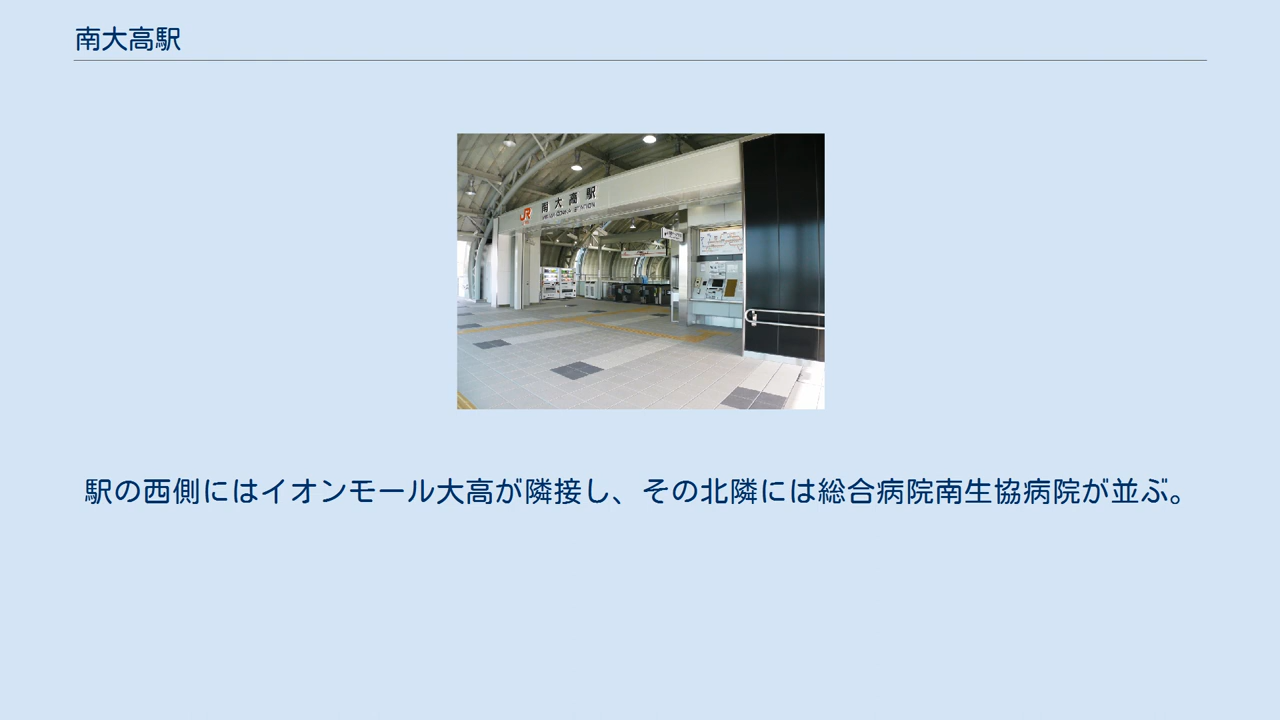 南大高駅
JR 南大高駅
駅の西側にはイオンモール大高が隣接し、その北隣には総合病院南生協病院が並ぶ。